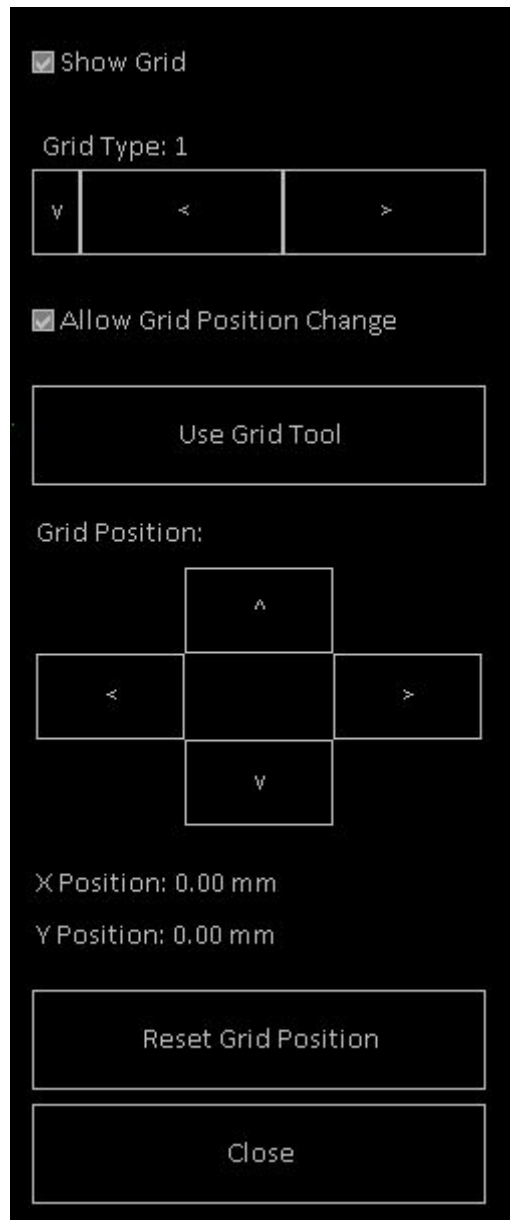 Show Grid
Grid Type: 1
v < >
Allow Grid Position Change
Use Grid Tool
Grid Position:
^
< >
v
X Position: 0.00 mm
Y Position: 0.00 mm
Reset Grid Position
Close